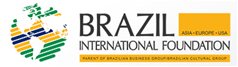 BRAZIL
ASIA • EUROPE • USA
INTERNATIONAL FOUNDATION
PARENT OF BRAZILIAN BUSINESS GROUP/BRAZILIAN CULTURAL GROUP